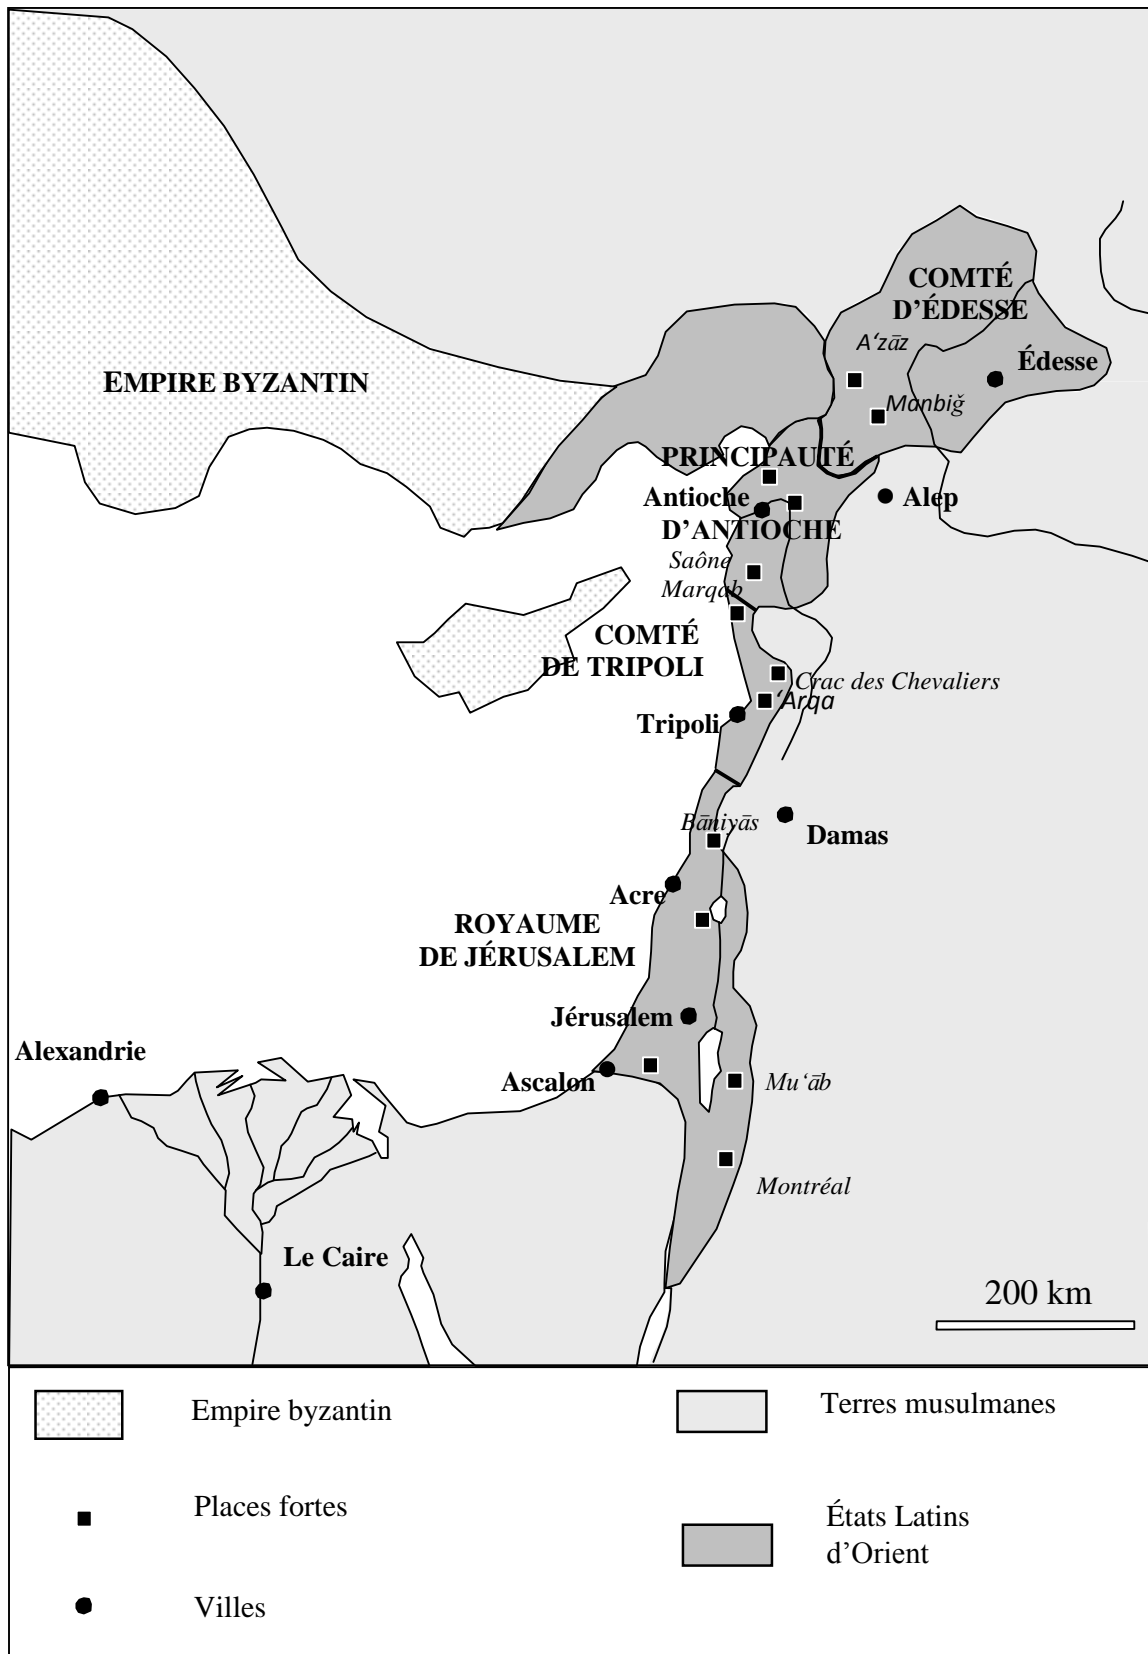 COMTÉ
D’ÉDESSE
A‘zāz
Édesse
EMPIRE BYZANTIN
Manbiǧ
PRINCIPAUTÉ
Antioche
Alep
D’ANTIOCHE
Saône
Marqab
COMTÉ
DE TRIPOLI
Crac des Chevaliers
‘Arqa
Tripoli
Bāniyās
Damas
Acre
ROYAUME
DE JÉRUSALEM
Jérusalem
Alexandrie
Ascalon
Mu‘āb
Montréal
Le Caire
200 km
Empire byzantin
Terres musulmanes
Places fortes
États Latins
d’Orient
Villes